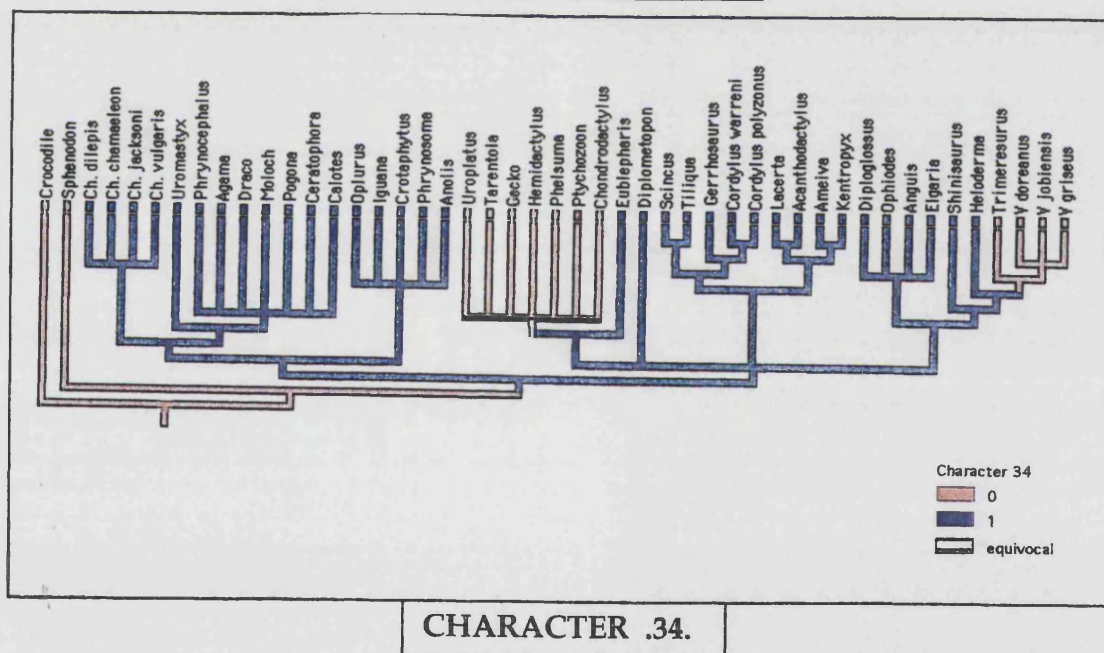 Crocodile
Sphenodon
Ch. dilepis
Ch. chamaeleon
Ch. jacksoni
Ch. vulgaris
Uromastyx
Phrynocephalus
Agama
Draco
Moloch
Pogona
Ceratophora
Calotes
Oplurus
Iguana
Crotaphytus
Phrynosoma
Anolis
Uroplatus
Tarentola
Gecko
Hemidactylus
Phelsuma
Ptychozoon
Chondrodactylus
Eublepharis
Diplometopon
Scincus
Tiliqua
Gerrhosaurus
Cordylus warreni
Cordylus polyzonus
Lacerta
Acanthodactylus
Ameiva
Kentropyx
Diploglossus
Ophiodes
Anguis
Elgaria
Shinisaurus
Heloderma
Trimeresurus
V doreanus
V jobiensis
V griseus
Character 34
0
1
equivocal
CHARACTER .34.